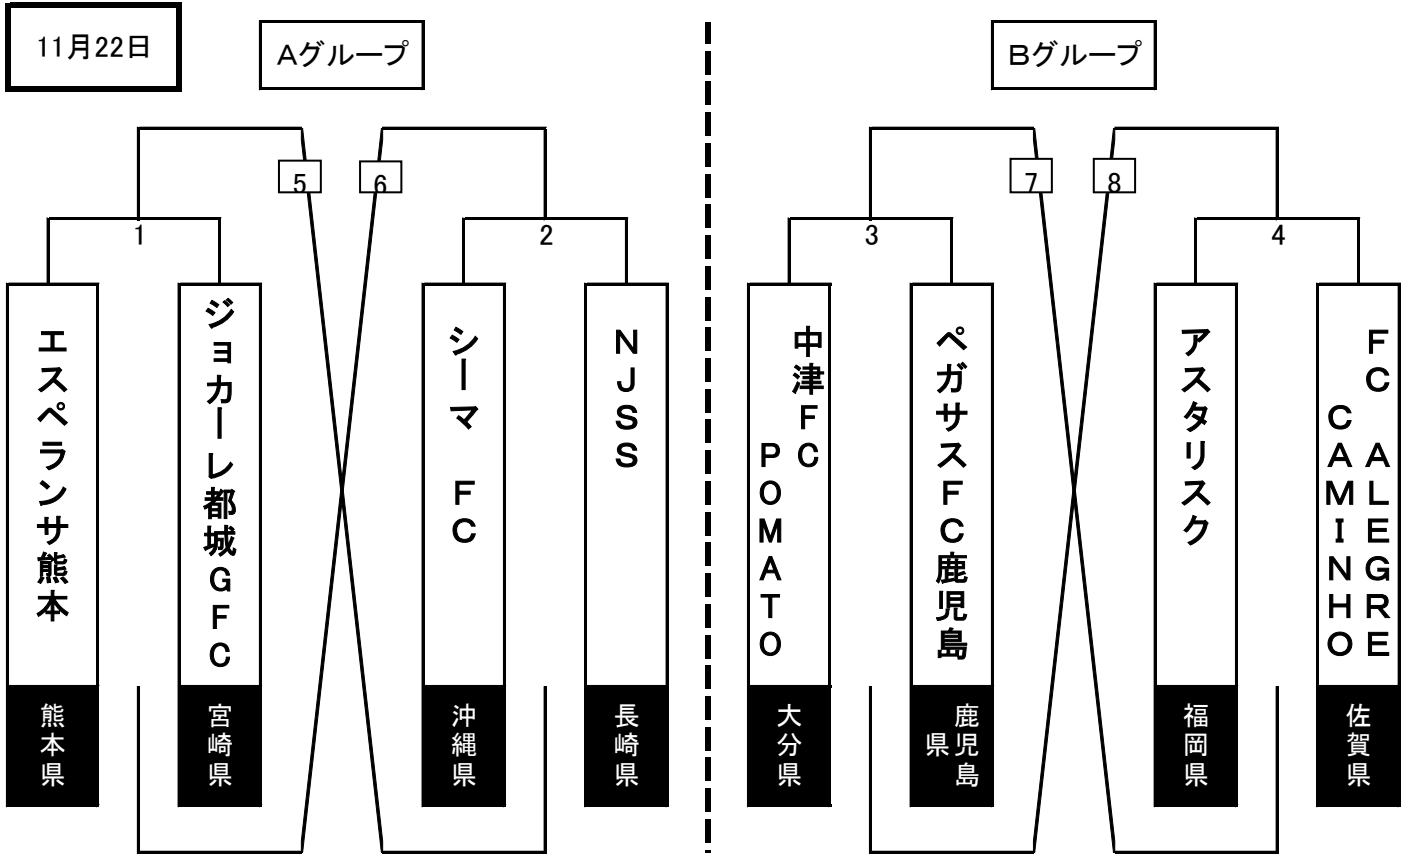 11月22日
Aグループ
Bグループ
5
6
7
8
1
2
3
4
エスペランサ熊本
ジョカーレ都城GFC
シーマ FC
NJSS
中津FC
POMATO
ペガサスFC鹿児島
アスタリスク
FC ALEGRE
CAMINHO
熊本県
宮崎県
沖縄県
長崎県
大分県
鹿児島
県
福岡県
佐賀県